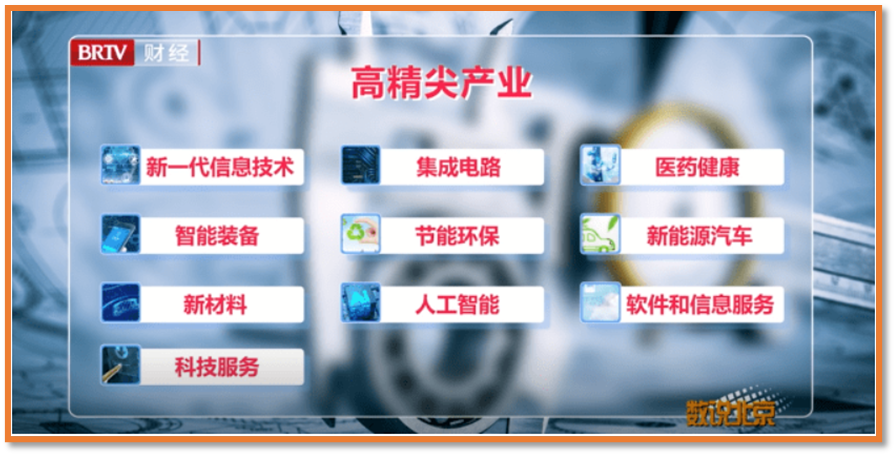 BRTV 财经
高精尖产业
新一代信息技术 集成电路 医药健康
智能装备 节能环保 新能源汽车
新材料 人工智能 软件和信息服务
科技服务
数说北京